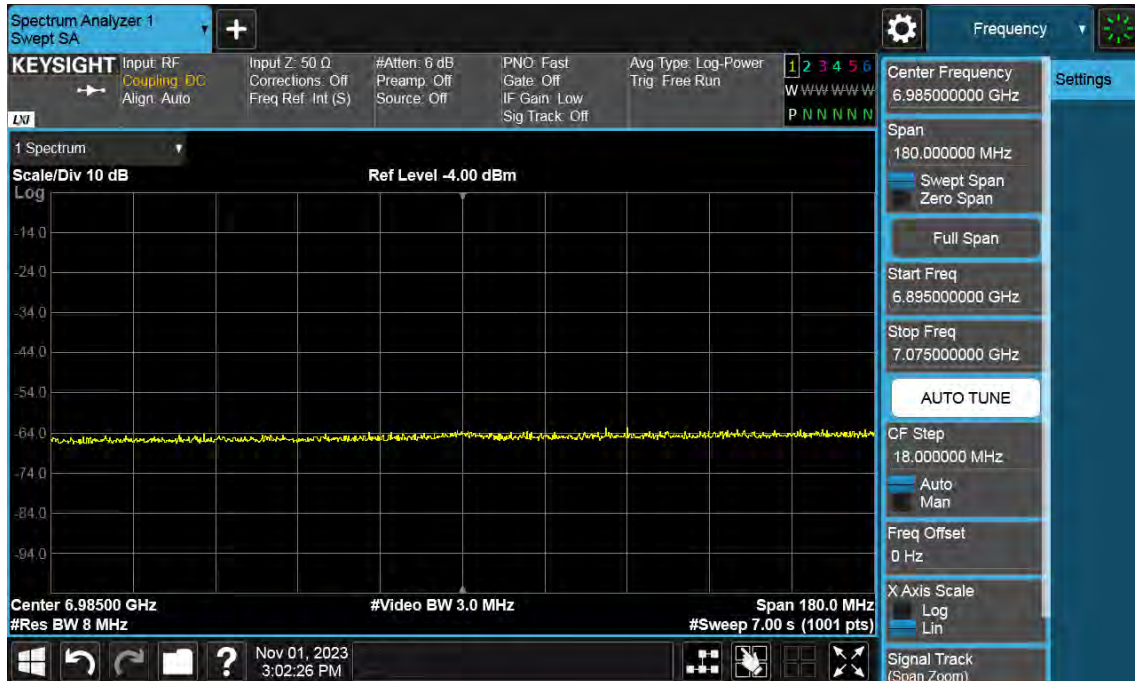 Spectrum Analyzer 1
Swept SA
+
Frequency
KEYSIGHT
LXI
Input: RF
Coupling: DC
Align: Auto
Input Z: 50 Ω
Corrections: Off
Freq Ref: Int (S)
#Atten: 6 dB
Preamp: Off
Source: Off
PNO: Fast
Gate: Off
IF Gain: Low
Sig Track: Off
Avg Type: Log-Power
Trig: Free Run
1 2 3 4 5 6
W W W W W W
P N N N N N
1 Spectrum
Scale/Div 10 dB
Ref Level -4.00 dBm
Log
-14.0
-24.0
-34.0
-44.0
-54.0
-64.0
-74.0
-84.0
-94.0
Center 6.98500 GHz
#Video BW 3.0 MHz
Span 180.0 MHz
#Res BW 8 MHz
#Sweep 7.00 s (1001 pts)
?
Nov 01, 2023
3:02:26 PM
Center Frequency
6.985000000 GHz
Span
180.000000 MHz
Swept Span
Zero Span
Full Span
Start Freq
6.895000000 GHz
Stop Freq
7.075000000 GHz
AUTO TUNE
CF Step
18.000000 MHz
Auto
Man
Freq Offset
0 Hz
X Axis Scale
Log
Lin
Signal Track
(Span Zoom)
Settings